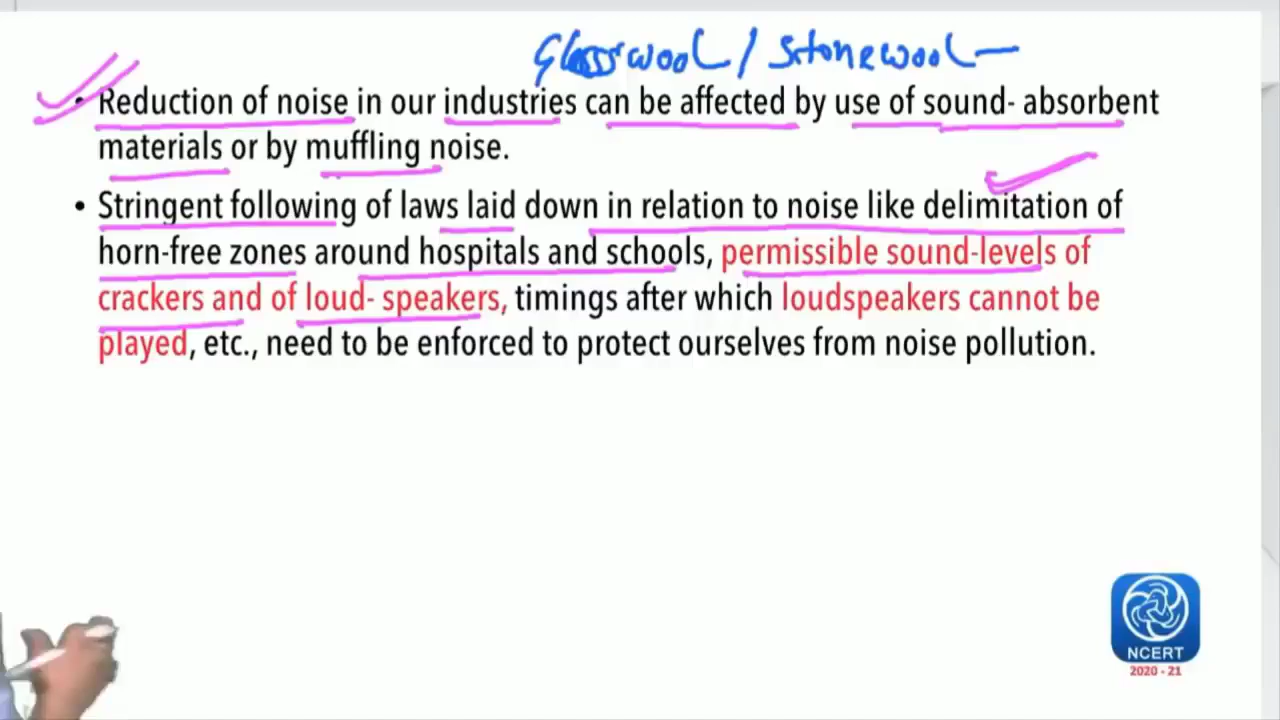 Glasswool / Stonewool
• Reduction of noise in our industries can be affected by use of sound- absorbent
materials or by muffling noise.
• Stringent following of laws laid down in relation to noise like delimitation of
horn-free zones around hospitals and schools, permissible sound-levels of
crackers and of loud- speakers, timings after which loudspeakers cannot be
played, etc., need to be enforced to protect ourselves from noise pollution.
NCERT
2020 - 21